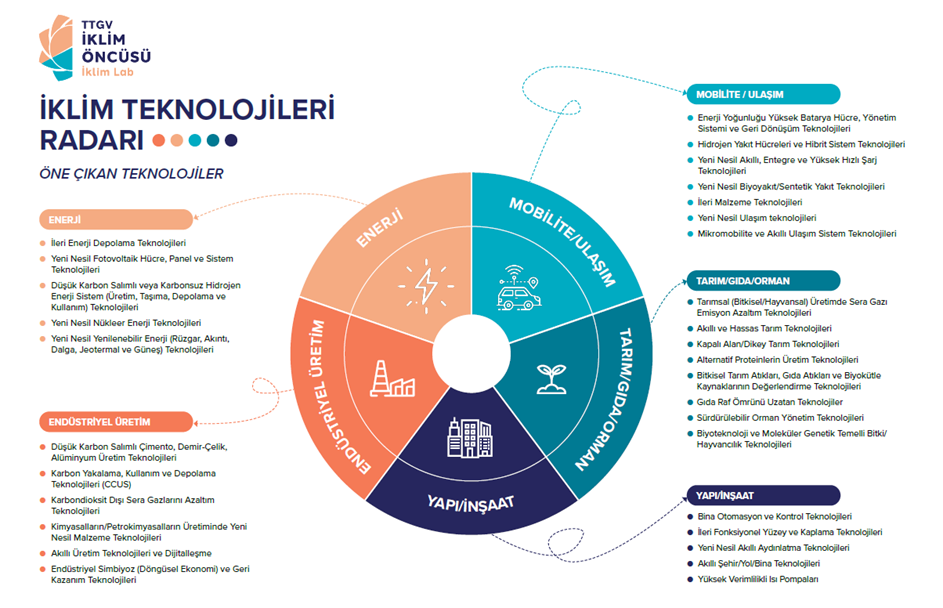 TTGV
İKLİM
ÖNCÜSÜ
İklim Lab
İKLİM TEKNOLOJİLERİ
RADARI
ÖNE ÇIKAN TEKNOLOJİLER
ENERJİ
İleri Enerji Depolama Teknolojileri
Yeni Nesil Fotovoltaik Hücre, Panel ve Sistem
Teknolojileri
Düşük Karbon Salımlı veya Karbonsuz Hidrojen
Enerji Sistem (Üretim, Taşıma, Depolama ve
Kullanım) Teknolojileri
Yeni Nesil Nükleer Enerji Teknolojileri
Yeni Nesil Yenilenebilir Enerji (Rüzgar, Akıntı,
Dalga, Jeotermal ve Güneş) Teknolojileri
ENDÜSTRİYEL ÜRETİM
Düşük Karbon Salımlı Çimento, Demir-Çelik,
Alüminyum Üretim Teknolojileri
Karbon Yakalama, Kullanım ve Depolama
Teknolojileri (CCUS)
Karbondioksit Dışı Sera Gazlarını Azaltım
Teknolojileri
Kimyasalların/Petrokimyasalların Üretiminde Yeni
Nesil Malzeme Teknolojileri
Akıllı Üretim Teknolojileri ve Dijitalleşme
Endüstriyel Simbiyoz (Döngüsel Ekonomi) ve Geri
Kazanım Teknolojileri
ENERJİ
MOBİLİTE/ULAŞIM
TARIM/GIDA/ORMAN
YAPI/İNŞAAT
ENDÜSTRİYEL ÜRETİM
MOBİLİTE / ULAŞIM
Enerji Yoğunluğu Yüksek Batarya Hücre, Yönetim
Sistemi ve Geri Dönüşüm Teknolojileri
Hidrojen Yakıt Hücreleri ve Hibrit Sistem Teknolojileri
Yeni Nesil Akıllı, Entegre ve Yüksek Hızlı Şarj
Teknolojileri
Yeni Nesil Biyoyakıt/Sentetik Yakıt Teknolojileri
İleri Malzeme Teknolojileri
Yeni Nesil Ulaşım teknolojileri
Mikromobilite ve Akıllı Ulaşım Sistem Teknolojileri
TARIM/GIDA/ORMAN
Tarımsal (Bitkisel/Hayvansal) Üretimde Sera Gazı
Emisyon Azaltım Teknolojileri
Akıllı ve Hassas Tarım Teknolojileri
Kapalı Alan/Dikey Tarım Teknolojileri
Alternatif Proteinlerin Üretim Teknolojileri
Bitkisel Tarım Atıkları, Gıda Atıkları ve Biyokütle
Kaynaklarının Değerlendirme Teknolojileri
Gıda Raf Ömrünü Uzatan Teknolojiler
Sürdürülebilir Orman Yönetim Teknolojileri
Biyoteknoloji ve Moleküler Genetik Temelli Bitki/
Hayvancılık Teknolojileri
YAPI/İNŞAAT
Bina Otomasyon ve Kontrol Teknolojileri
İleri Fonksiyonel Yüzey ve Kaplama Teknolojileri
Yeni Nesil Akıllı Aydınlatma Teknolojileri
Akıllı Şehir/Yol/Bina Teknolojileri
Yüksek Verimlilikli Isı Pompaları